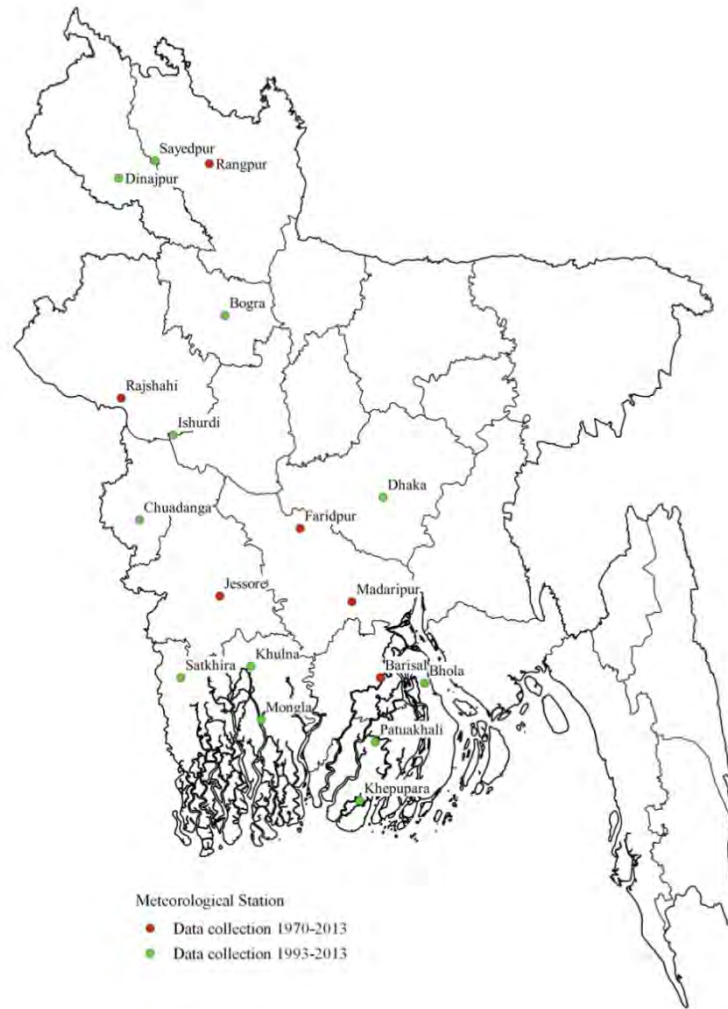 Sayedpur
Rangpur
Dinajpur
Bogra
Rajshahi
Ishurdi
Dhaka
Chuadanga
Faridpur
Jessore
Madaripur
Khulna
Satkhira
Barisal
Bhola
Mongla
Patuakhali
Khepupara
Meteorological Station
Data collection 1970-2013
Data collection 1993-2013